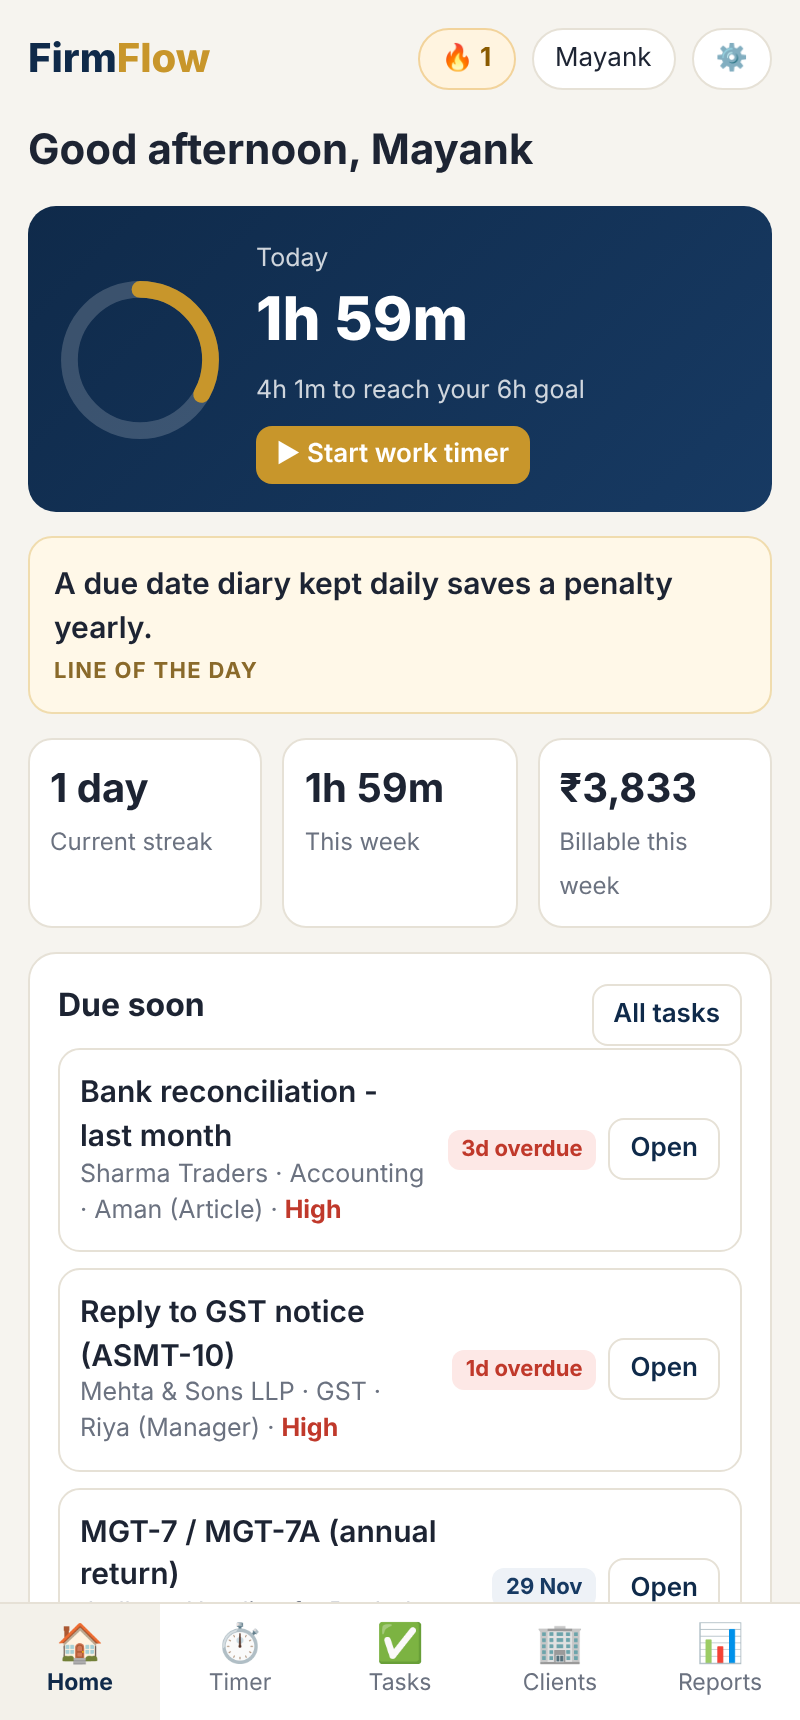 FirmFlow
🔥 1
Mayank
Good afternoon, Mayank
Today
1h 59m
4h 1m to reach your 6h goal
▶ Start work timer
A due date diary kept daily saves a penalty
yearly.
LINE OF THE DAY
1 day
Current streak
1h 59m
This week
₹3,833
Billable this
week
Due soon
All tasks
Bank reconciliation -
last month
Sharma Traders · Accounting
· Aman (Article) · High
3d overdue
Open
Reply to GST notice
(ASMT-10)
Mehta & Sons LLP · GST ·
Riya (Manager) · High
1d overdue
Open
MGT-7 / MGT-7A (annual
return)
29 Nov
Open
Home
Timer
Tasks
Clients
Reports